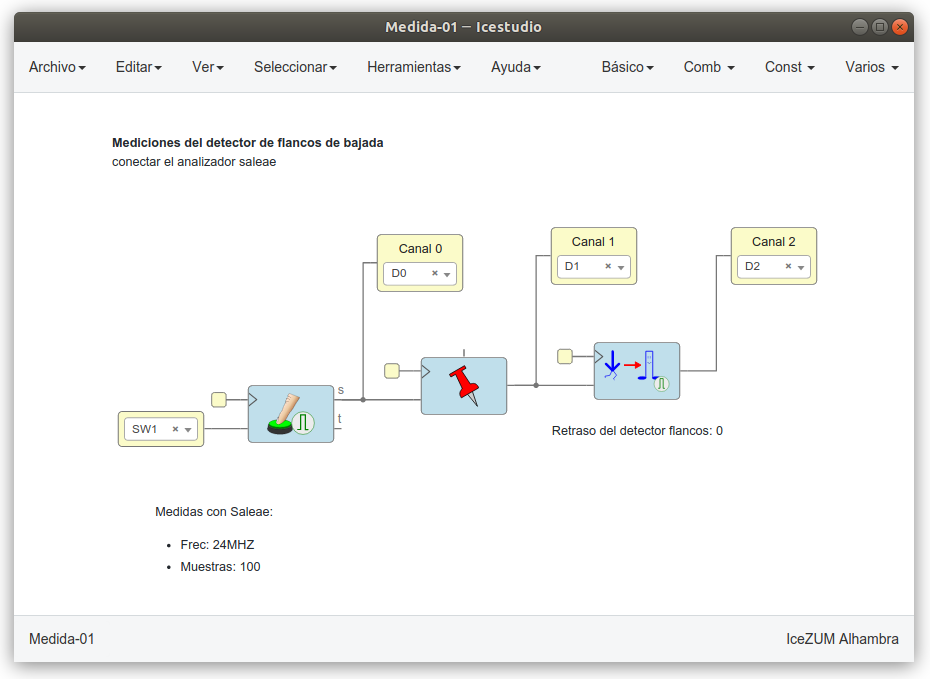 Medida-01 – Icestudio
Archivo Editar Ver Seleccionar Herramientas Ayuda Básico Comb Const Varios
Mediciones del detector de flancos de bajada
conectar el analizador saleae
Canal 0
D0
Canal 1
D1
Canal 2
D2
s
t
SW1
Retraso del detector flancos: 0
Medidas con Saleae:
• Frec: 24MHZ
• Muestras: 100
Medida-01 IceZUM Alhambra